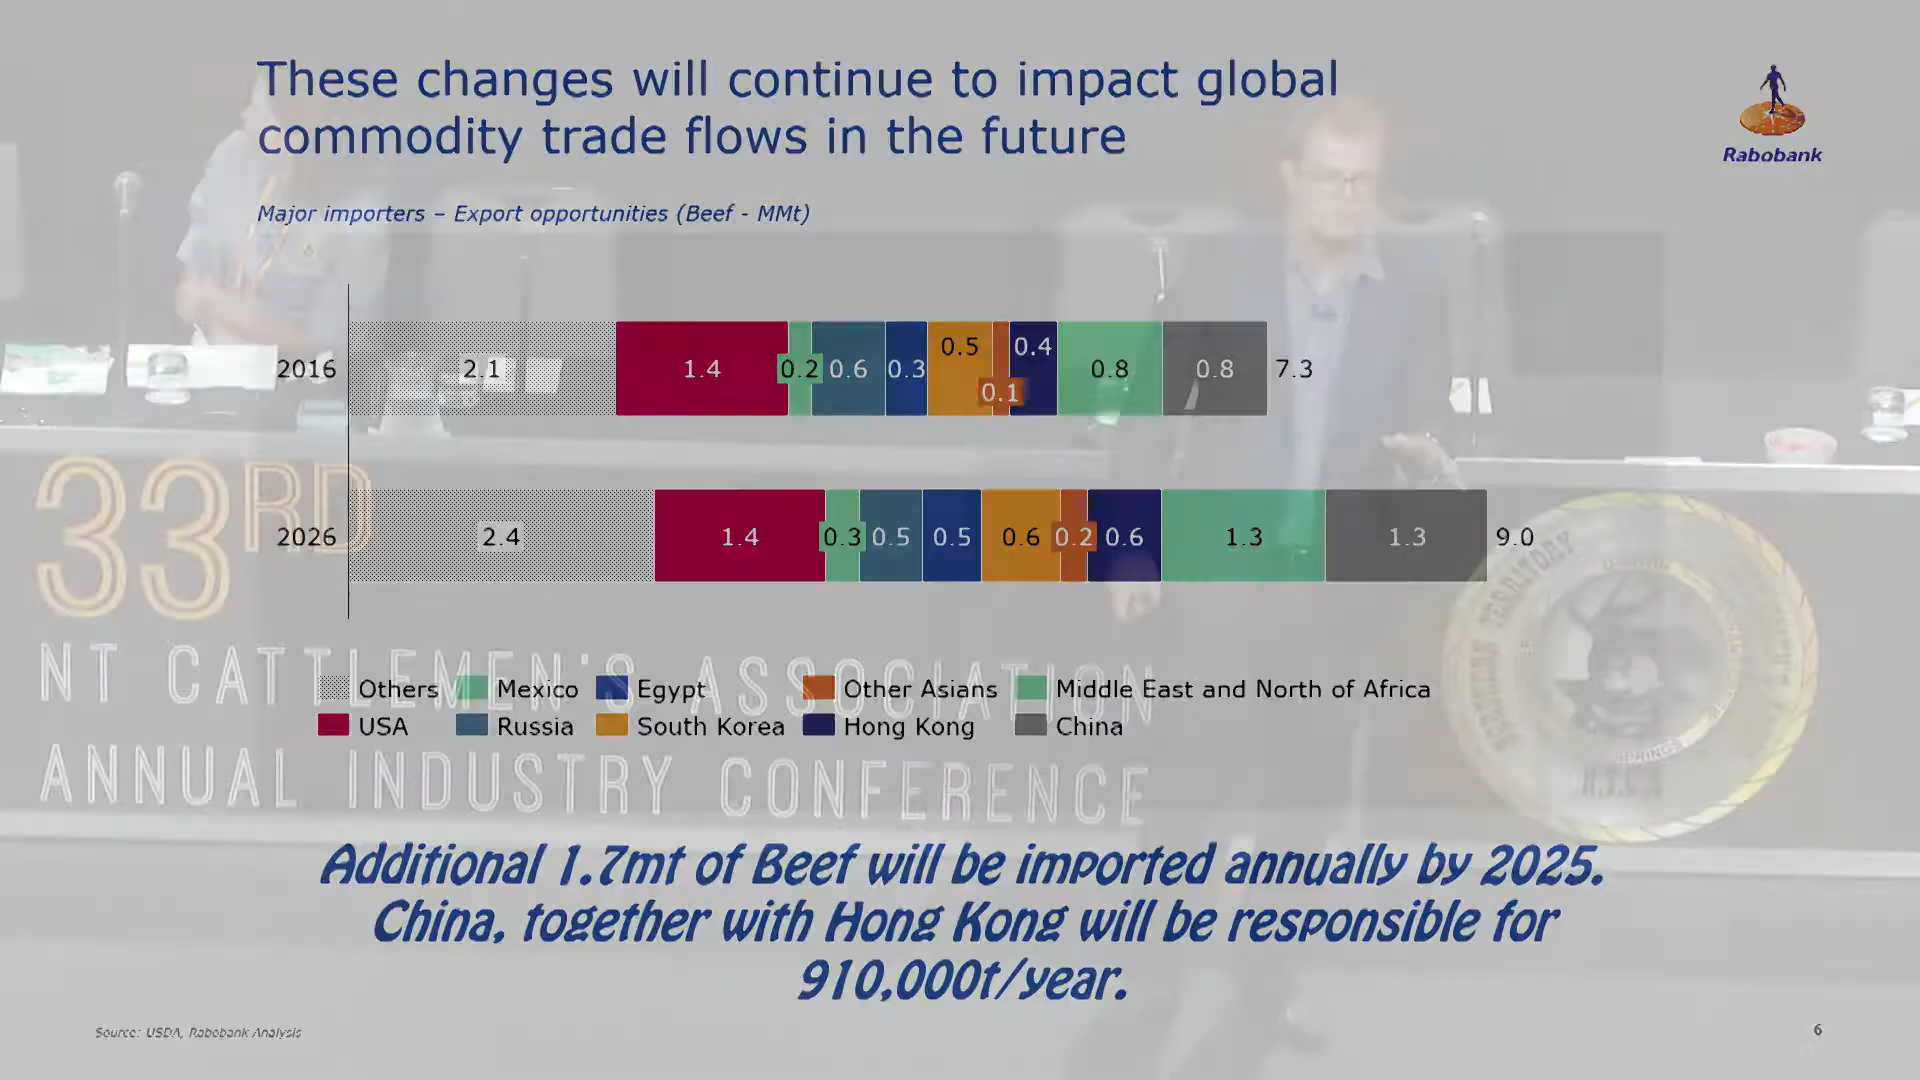 These changes will continue to impact global
commodity trade flows in the future
Rabobank
Major importers – Export opportunities (Beef - MMt)
2016 2.1 1.4 0.2 0.6 0.3 0.5 0.1 0.4 0.8 0.8 7.3
2026 2.4 1.4 0.3 0.5 0.5 0.6 0.2 0.6 1.3 1.3 9.0
Others Mexico Egypt Other Asians Middle East and North of Africa
USA Russia South Korea Hong Kong China
33RD
NT CATTLEMEN'S ASSOCIATION
ANNUAL INDUSTRY CONFERENCE
TERRITORY
Additional 1.7mt of Beef will be imported annually by 2025.
China, together with Hong Kong will be responsible for
910,000t/year.
Source: USDA, Rabobank Analysis
6